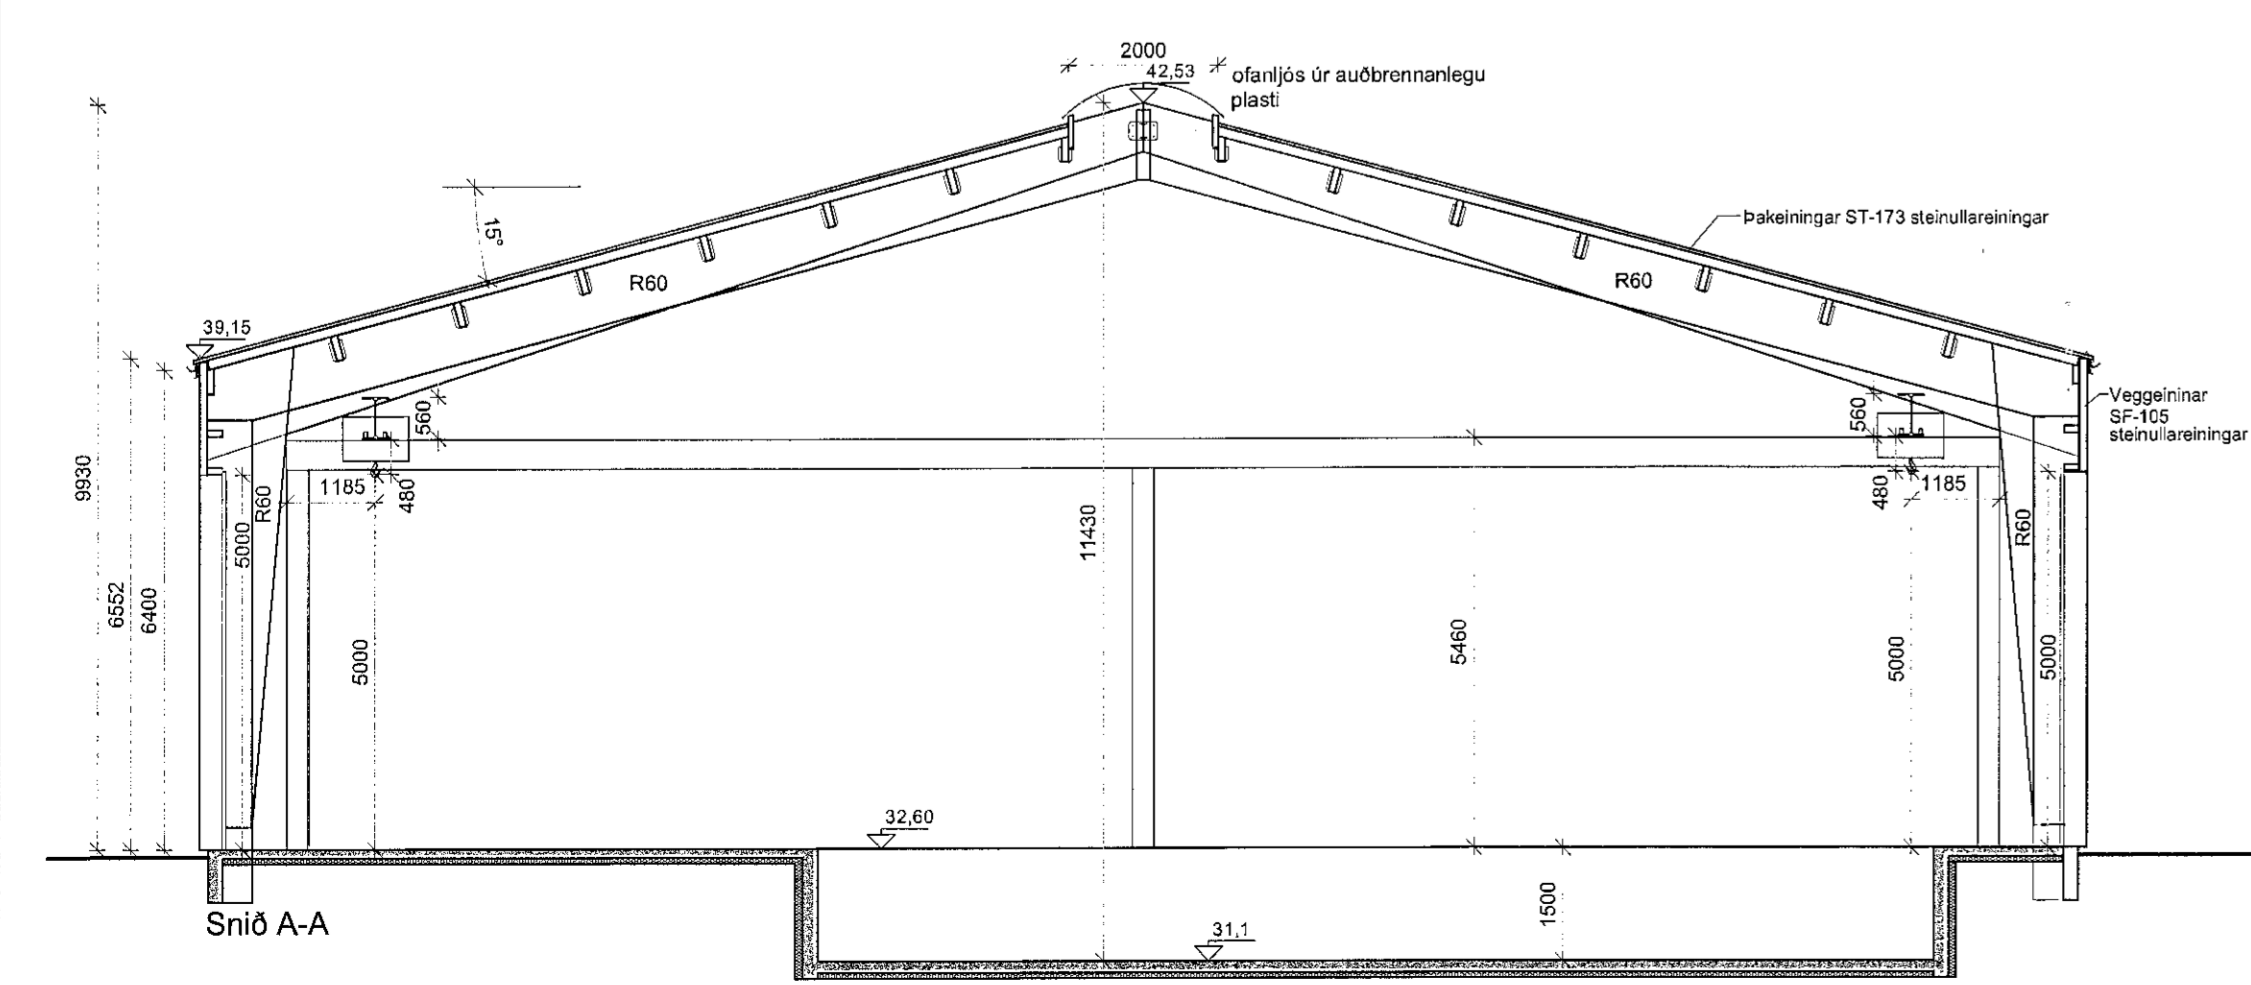 2000
42,53
ofanljós úr auðbrennanlegu
plasti
15°
Þakeiningar ST-173 steinullareiningar
R60
R60
39,15
560
560
Veggeininar
SF-105
steinullareiningar
9930
1185
480
480
1185
R60
5000
11430
R60
6552
6400
5000
5460
5000
5000
32,60
1500
31,1
Snið A-A